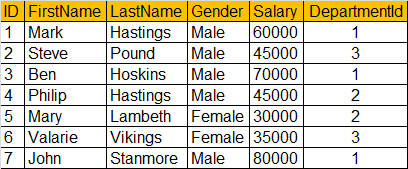 ID FirstName LastName Gender Salary DepartmentId
1 Mark Hastings Male 60000 1
2 Steve Pound Male 45000 3
3 Ben Hoskins Male 70000 1
4 Philip Hastings Male 45000 2
5 Mary Lambeth Female 30000 2
6 Valarie Vikings Female 35000 3
7 John Stanmore Male 80000 1